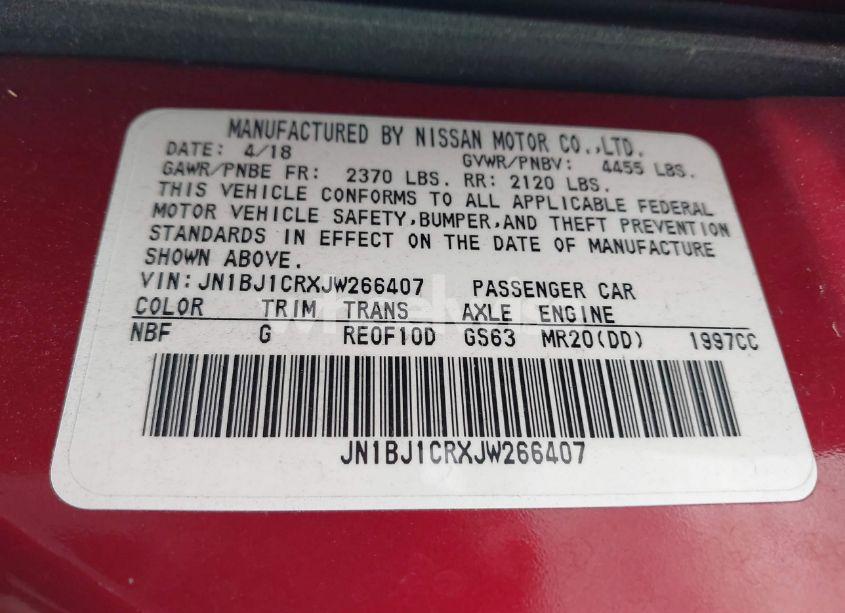 MANUFACTURED BY NISSAN MOTOR CO.,LTD.
DATE: 4/18 GVWR/PNBV: 4455 LBS.
GAWR/PNBE FR: 2370 LBS. RR: 2120 LBS.
THIS VEHICLE CONFORMS TO ALL APPLICABLE FEDERAL
MOTOR VEHICLE SAFETY,BUMPER,AND THEFT PREVENTION
STANDARDS IN EFFECT ON THE DATE OF MANUFACTURE
SHOWN ABOVE.
VIN:JN1BJ1CRXJW266407 PASSENGER CAR
COLOR TRIM TRANS AXLE ENGINE
NBF G RE0F10D GS63 MR20(DD) 1997CC
JN1BJ1CRXJW266407